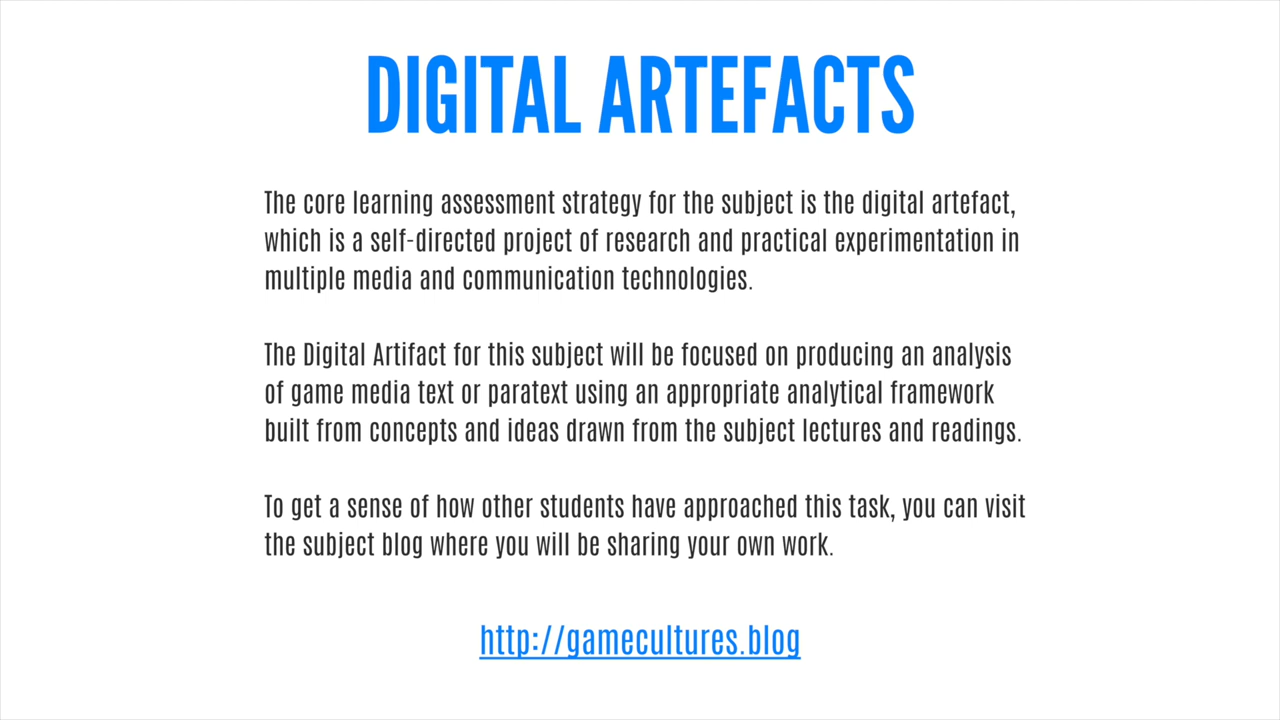 DIGITAL ARTEFACTS
The core learning assessment strategy for the subject is the digital artefact,
which is a self-directed project of research and practical experimentation in
multiple media and communication technologies.
The Digital Artifact for this subject will be focused on producing an analysis
of game media text or paratext using an appropriate analytical framework
built from concepts and ideas drawn from the subject lectures and readings.
To get a sense of how other students have approached this task, you can visit
the subject blog where you will be sharing your own work.
http://gamecultures.blog